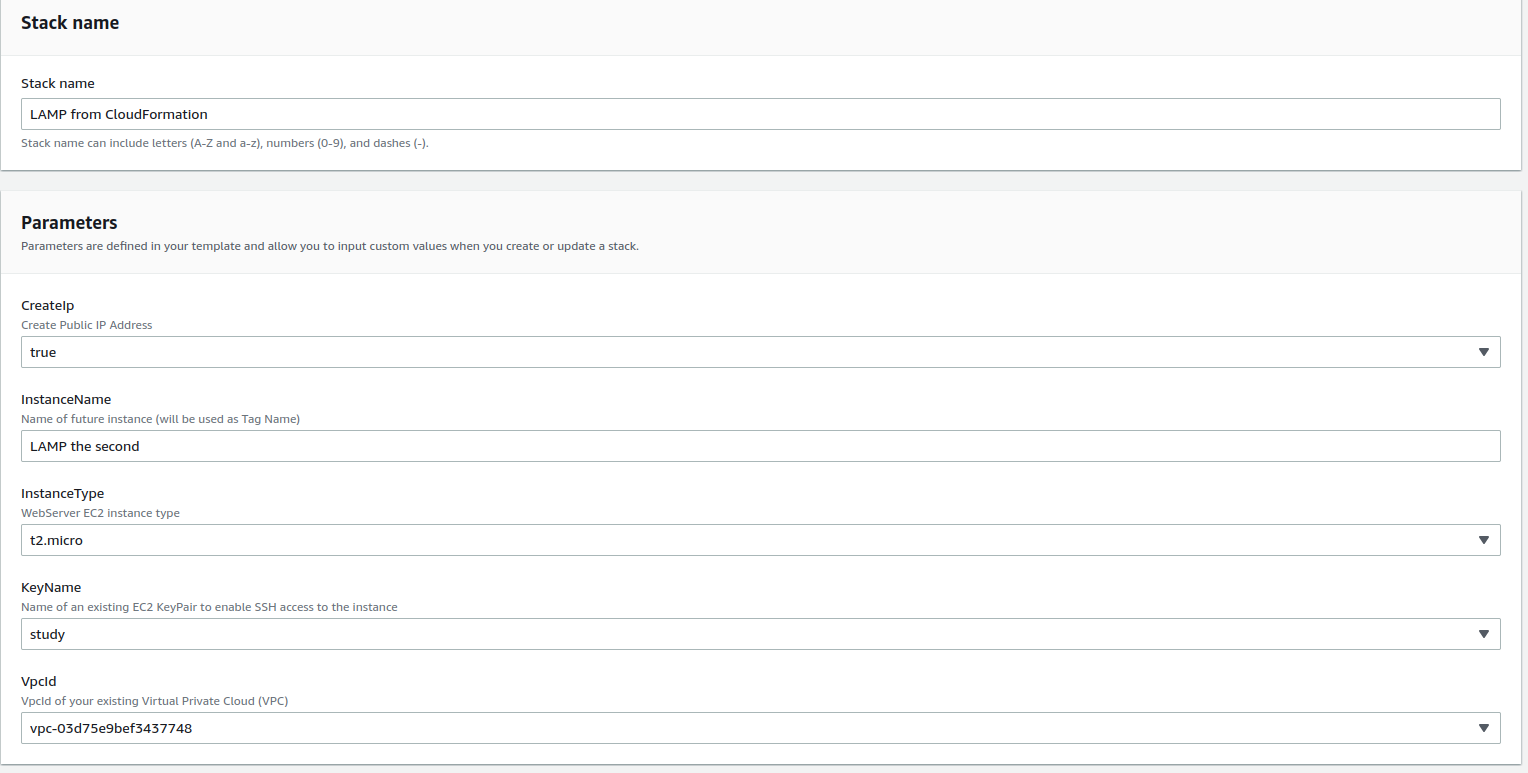 Stack name
Stack name
LAMP from CloudFormation
Stack name can include letters (A-Z and a-z), numbers (0-9), and dashes (-).
Parameters
Parameters are defined in your template and allow you to input custom values when you create or update a stack.
CreateIp
Create Public IP Address
true
InstanceName
Name of future instance (will be used as Tag Name)
LAMP the second
InstanceType
WebServer EC2 instance type
t2.micro
KeyName
Name of an existing EC2 KeyPair to enable SSH access to the instance
study
VpcId
VpcId of your existing Virtual Private Cloud (VPC)
vpc-03d75e9bef3437748